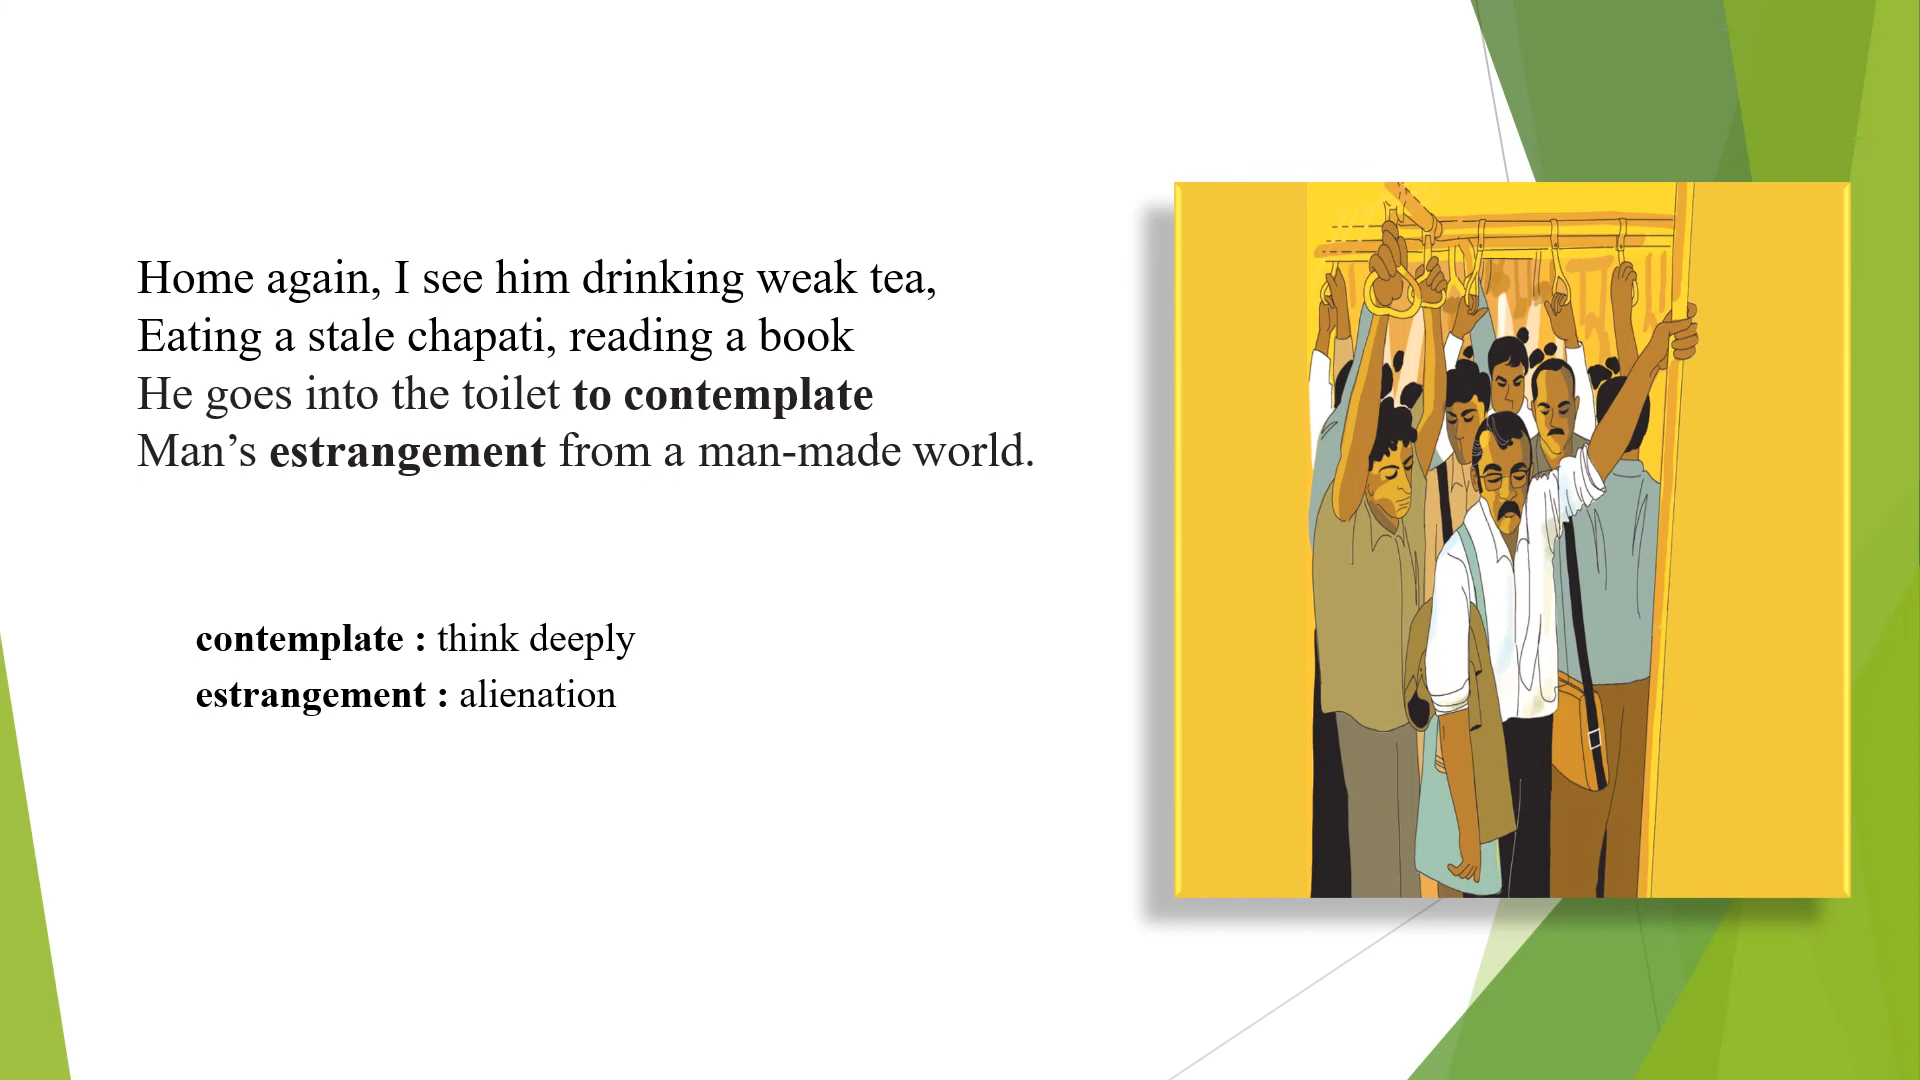 Home again, I see him drinking weak tea,
Eating a stale chapati, reading a book
He goes into the toilet to contemplate
Man’s estrangement from a man-made world.
contemplate : think deeply
estrangement : alienation